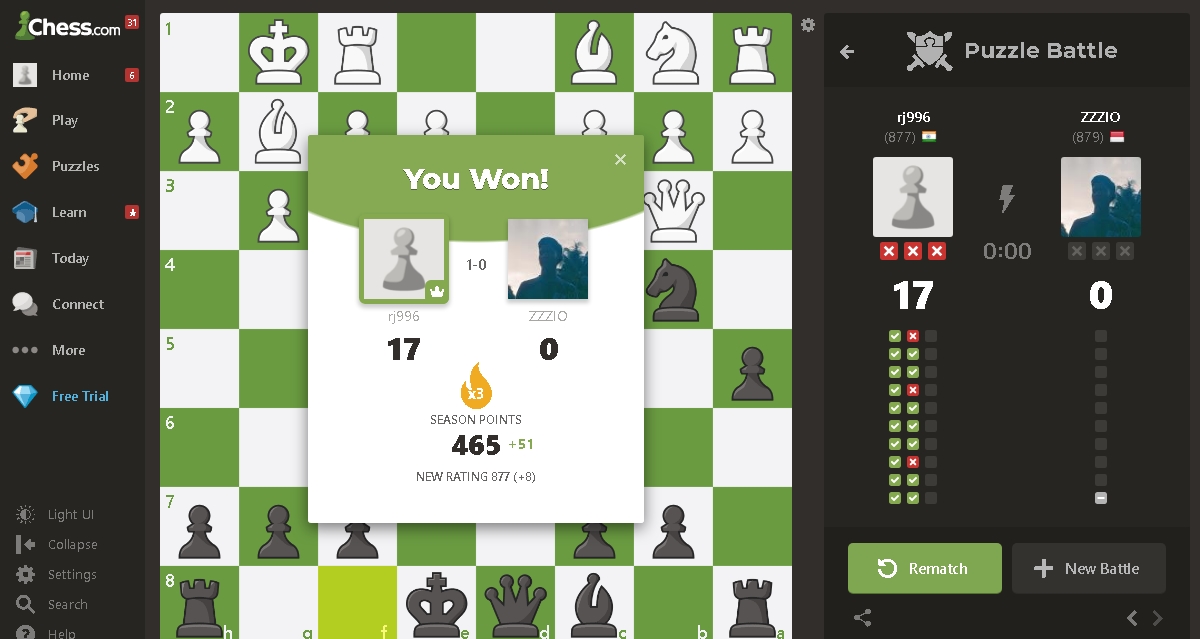 Chess.com 31
Home 6
Play
Puzzles
Learn
Today
Connect
More
Free Trial
Light UI
Collapse
Settings
Search
Help
1
2
3
4
5
6
7
8
h g f e d c b a
You Won!
1-0
rj996 ZZZIO
17 0
x3
SEASON POINTS
465 +51
NEW RATING 877 (+8)
Puzzle Battle
rj996 ZZZIO
(877) (879)
0:00
17 0
Rematch
New Battle